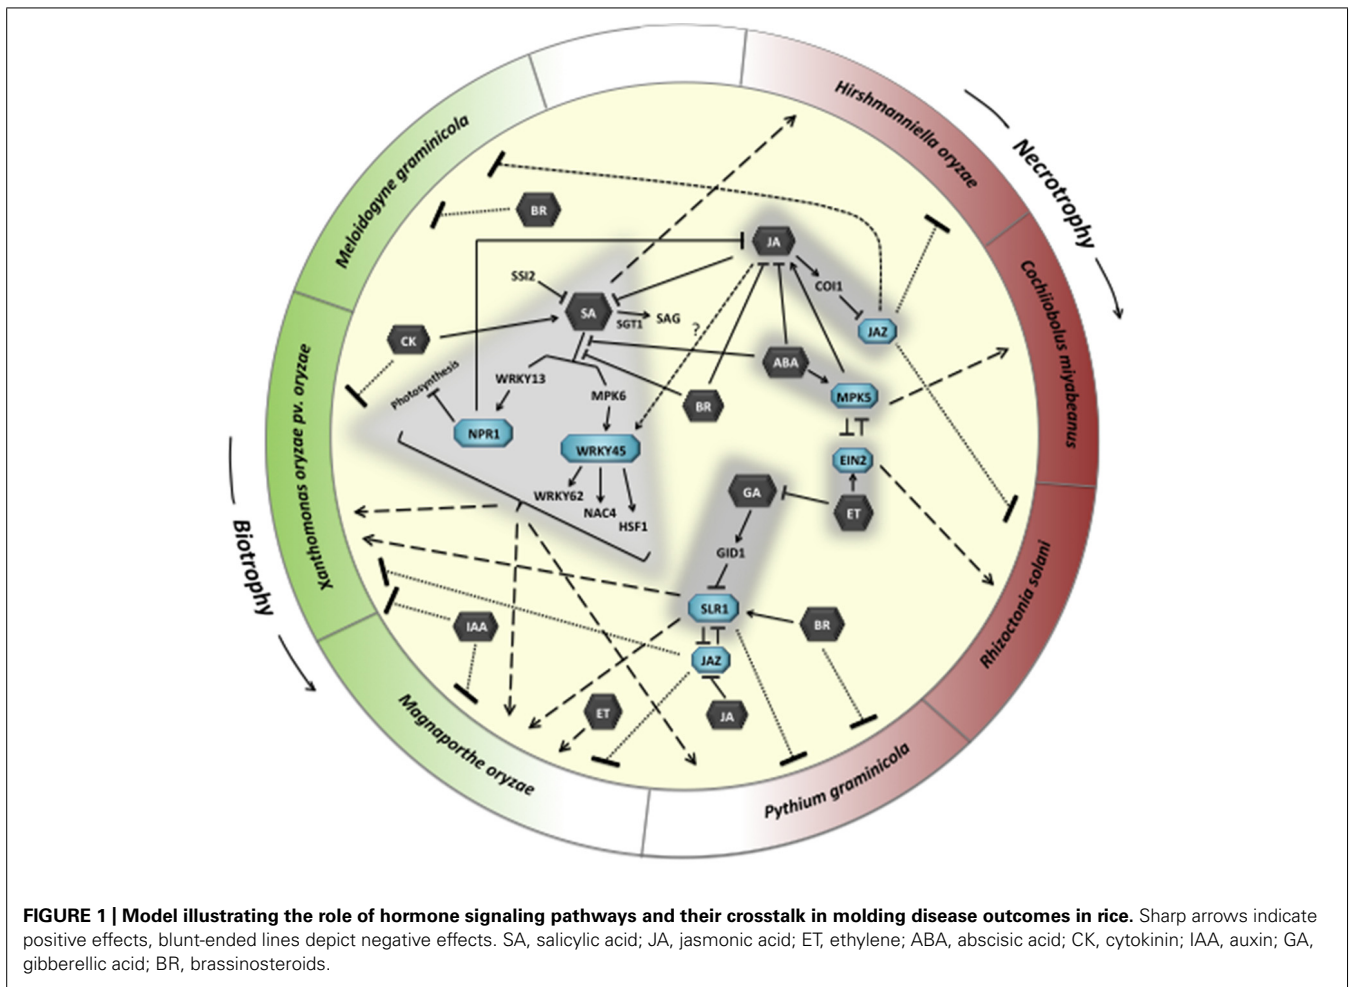 Hirshmanniella oryzae
Necrotrophy
Meloidogyne graminicola
BR
JA
SSI2
COI1
Cochiiobolus miyabeanus
SA
SGT1
SAG
?
JAZ
CK
ABA
Photosynthesis
WRKY13
MPK6
MPK5
BR
NPR1
WRKY45
EIN2
Xanthomonas oryzae pv. oryzae
WRKY62
NAC4
HSF1
GA
ET
GID1
Biotrophy
SLR1
BR
IAA
JAZ
Rhizoctonia solani
ET
JA
Magnaporthe oryzae
Pythium graminicola
FIGURE 1 | Model illustrating the role of hormone signaling pathways and their crosstalk in molding disease outcomes in rice. Sharp arrows indicate
positive effects, blunt-ended lines depict negative effects. SA, salicylic acid; JA, jasmonic acid; ET, ethylene; ABA, abscisic acid; CK, cytokinin; IAA, auxin; GA,
gibberellic acid; BR, brassinosteroids.